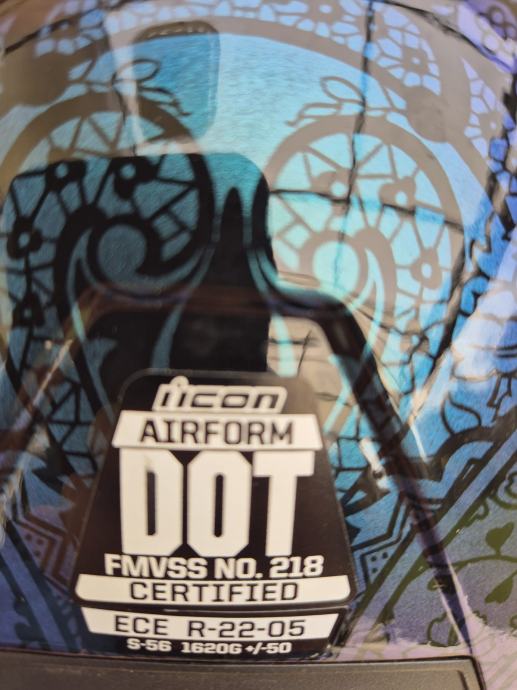 icon
AIRFORM
DOT
FMVSS NO. 218
CERTIFIED
ECE R-22-05
S-56 1620G +/-50